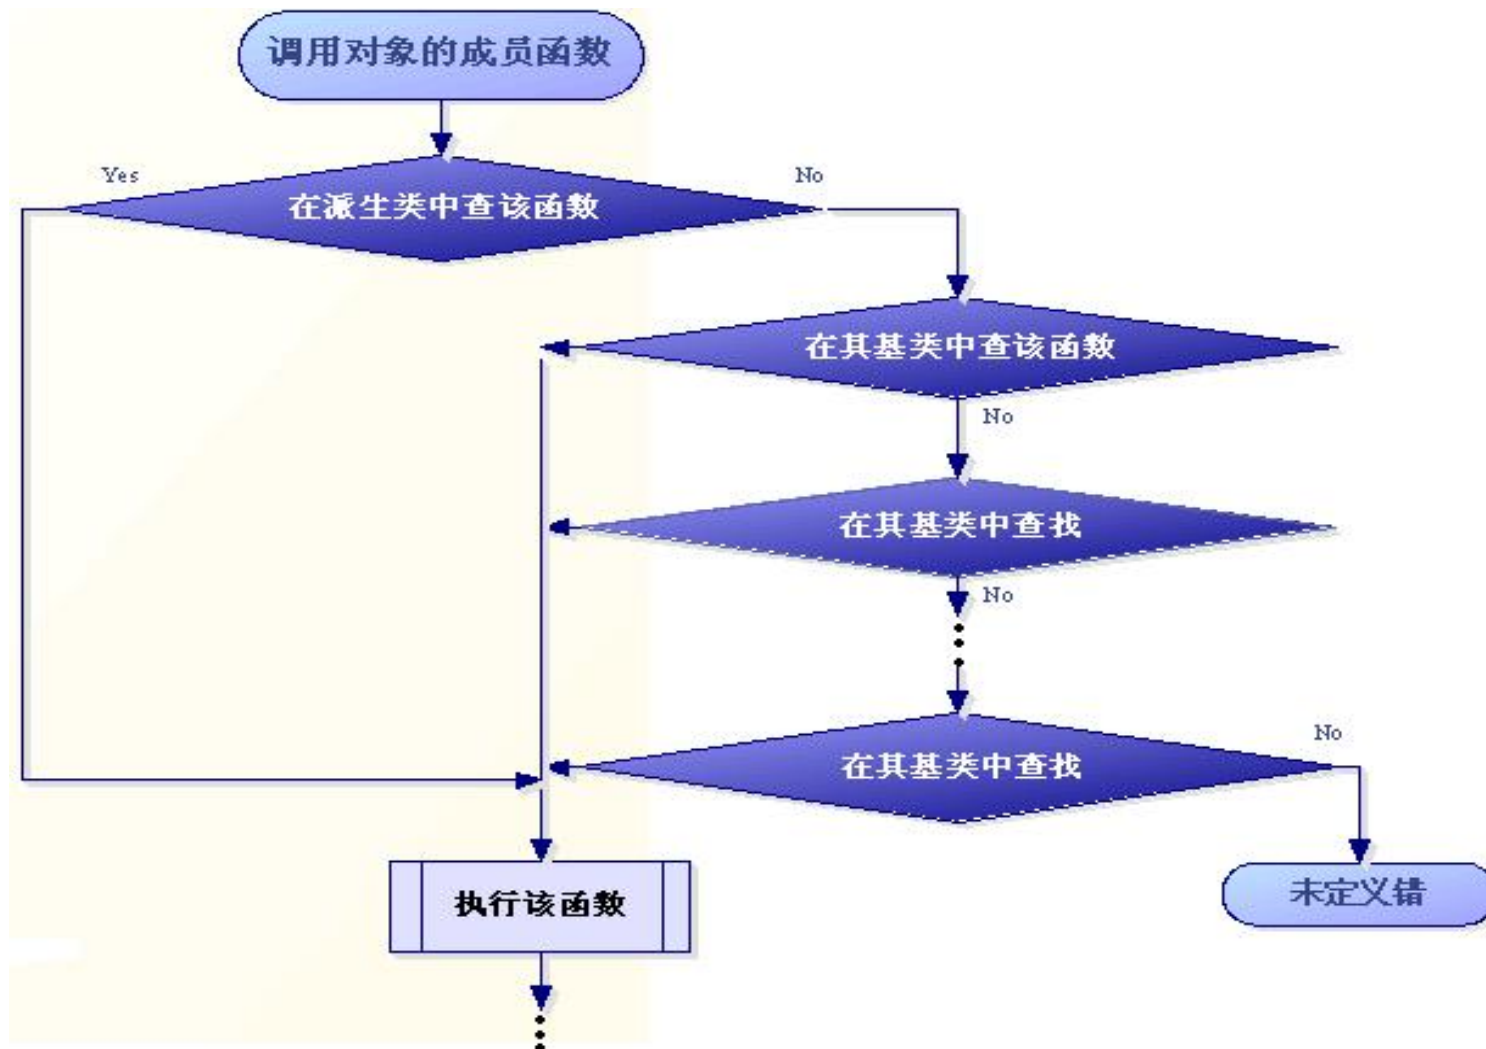 调用对象的成员函数
Yes
No
在派生类中查该函数
在其基类中查该函数
No
在其基类中查找
No
No
在其基类中查找
执行该函数
未定义错